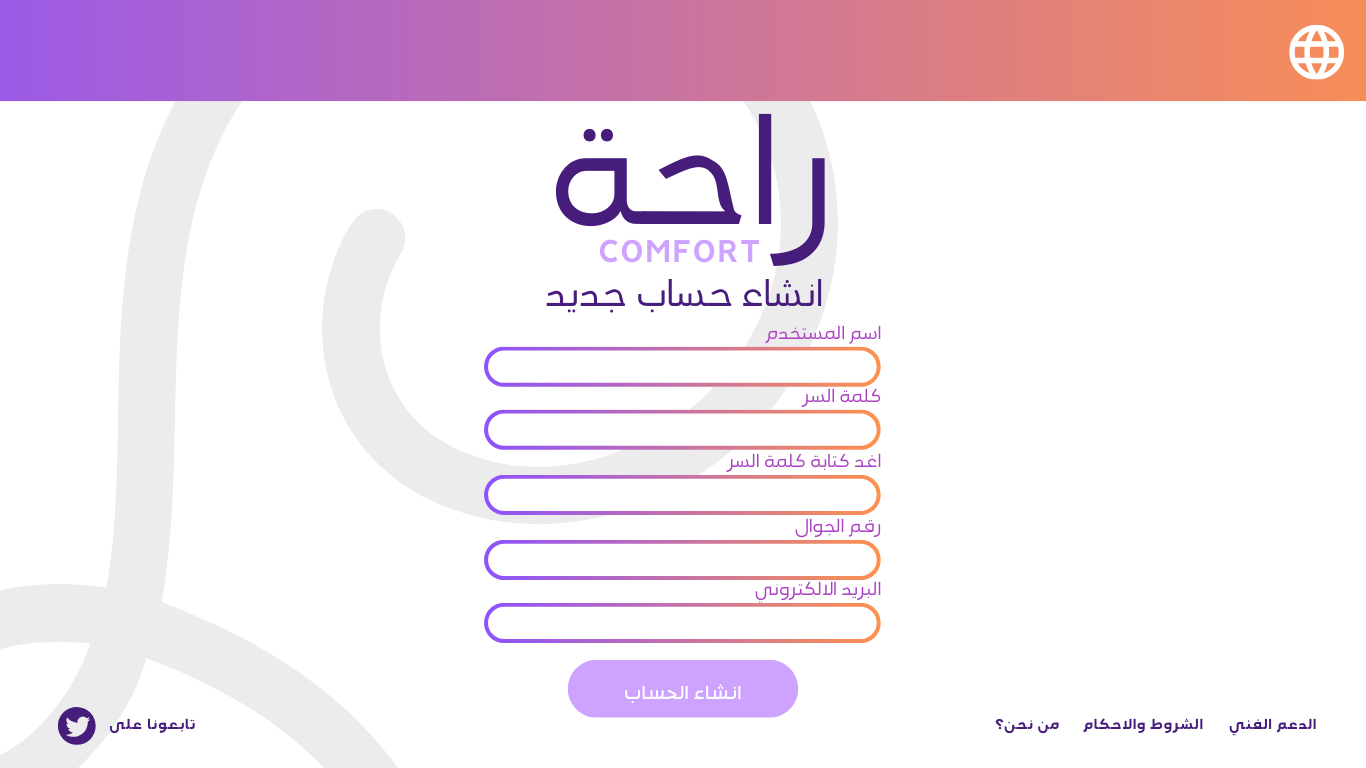 راحة
COMFORT
انشاء حساب جديد
اسم المستخدم
كلمة السر
اغد كتابة كلمة السر
رقم الجوال
البريد الالكتروني
انشاء الحساب
الدعم الفني
الشروط والاحكام
من نحن؟
تابعونا على